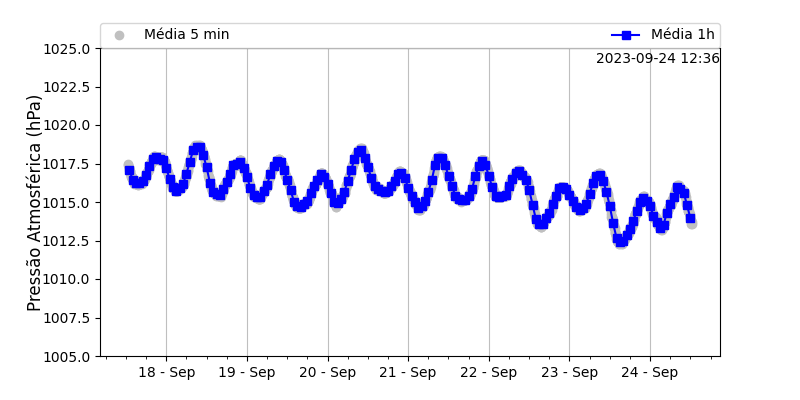 Média 5 min
Média 1h
2023-09-24 12:36
Pressão Atmosférica (hPa)
1025.0
1022.5
1020.0
1017.5
1015.0
1012.5
1010.0
1007.5
1005.0
18 - Sep
19 - Sep
20 - Sep
21 - Sep
22 - Sep
23 - Sep
24 - Sep